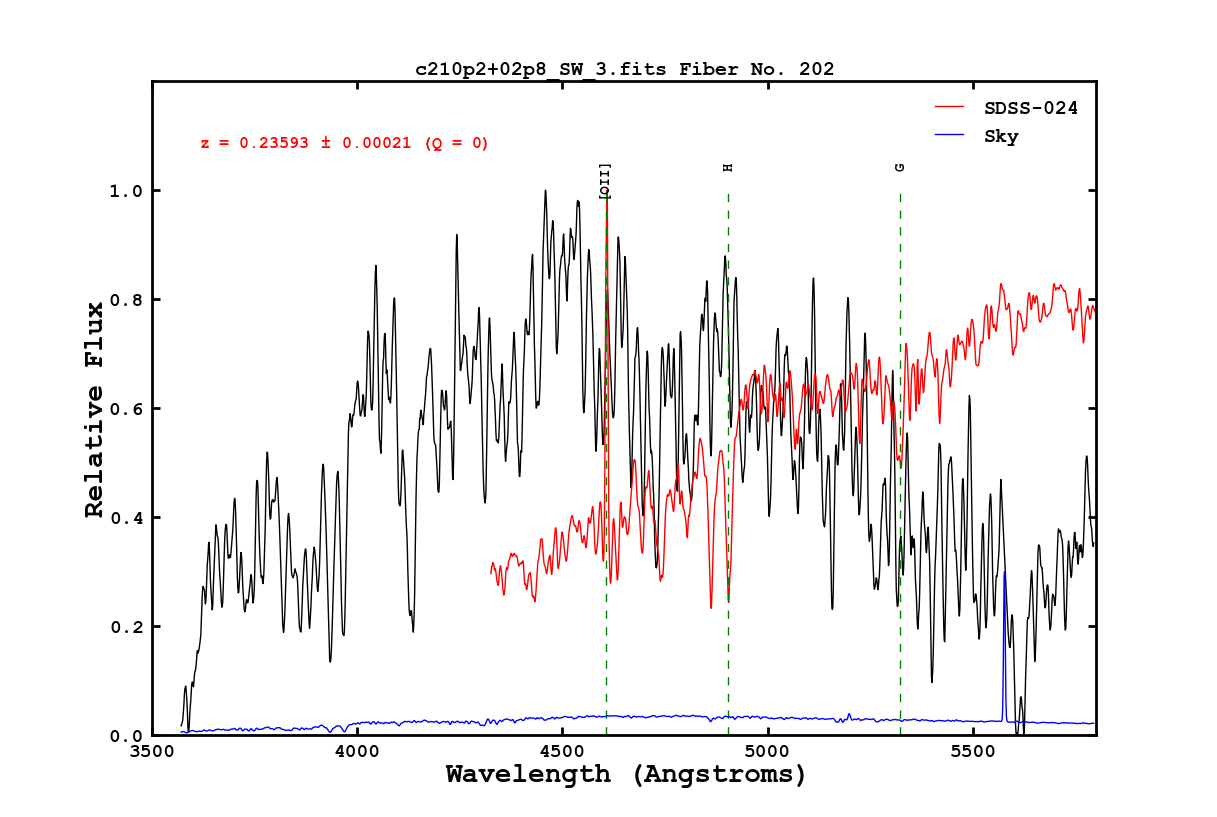 c210p2+02p8_SW_3.fits Fiber No. 202
SDSS-024
Sky
z = 0.23593 ± 0.00021 (Q = 0)
[OII]
H
G
1.0
0.8
0.6
0.4
0.2
0.0
Relative Flux
3500
4000
4500
5000
5500
Wavelength (Angstroms)